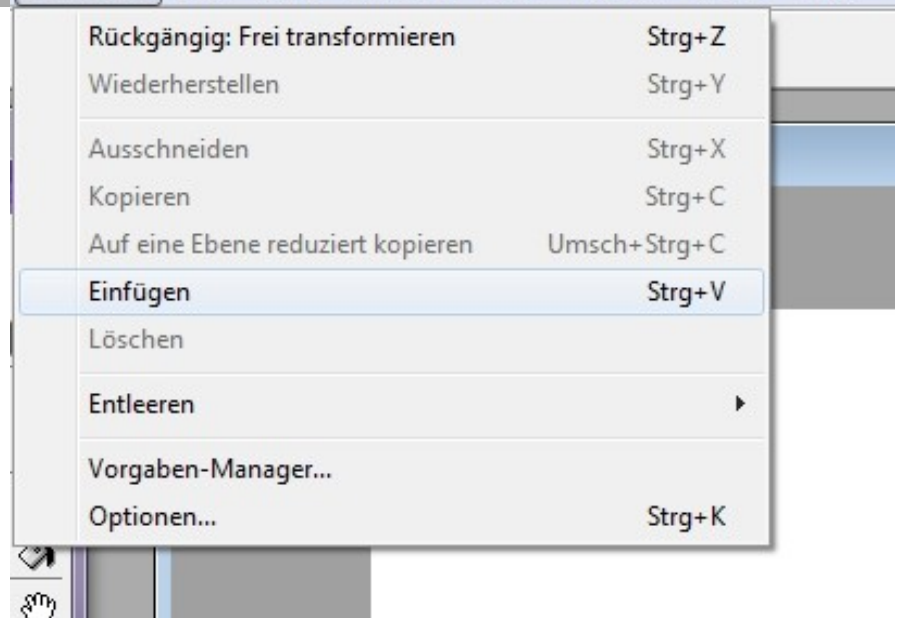 Rückgängig: Frei transformieren Strg+Z
Wiederherstellen Strg+Y
Ausschneiden Strg+X
Kopieren Strg+C
Auf eine Ebene reduziert kopieren Umsch+Strg+C
Einfügen Strg+V
Löschen
Entleeren
Vorgaben-Manager...
Optionen... Strg+K